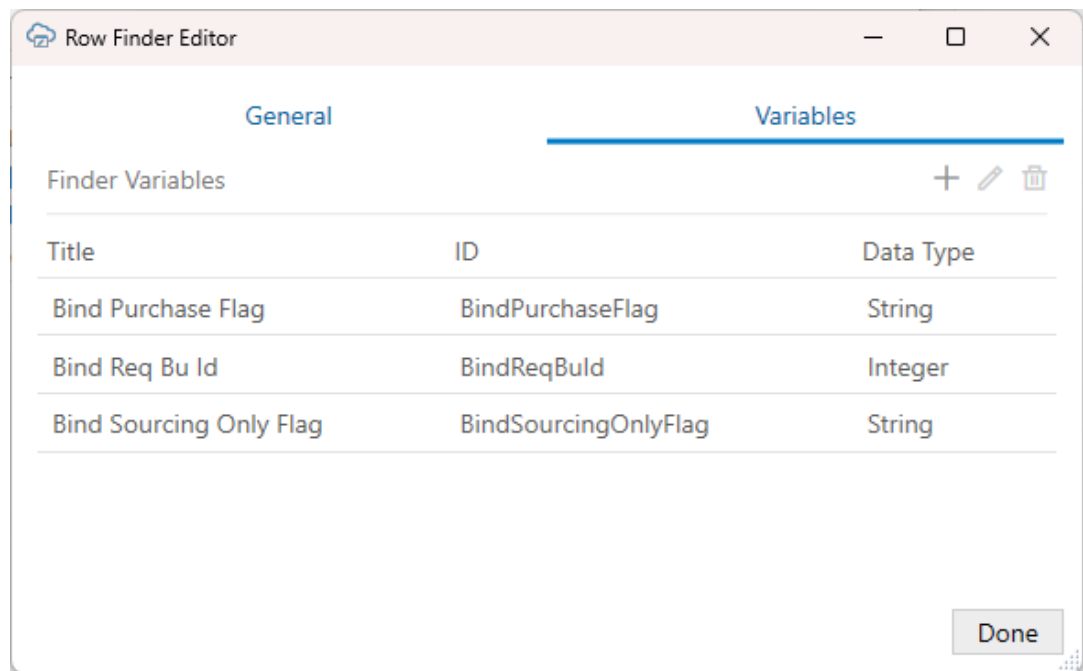 Row Finder Editor
General Variables
Finder Variables
Title ID Data Type
Bind Purchase Flag BindPurchaseFlag String
Bind Req Bu Id BindReqBuId Integer
Bind Sourcing Only Flag BindSourcingOnlyFlag String
Done